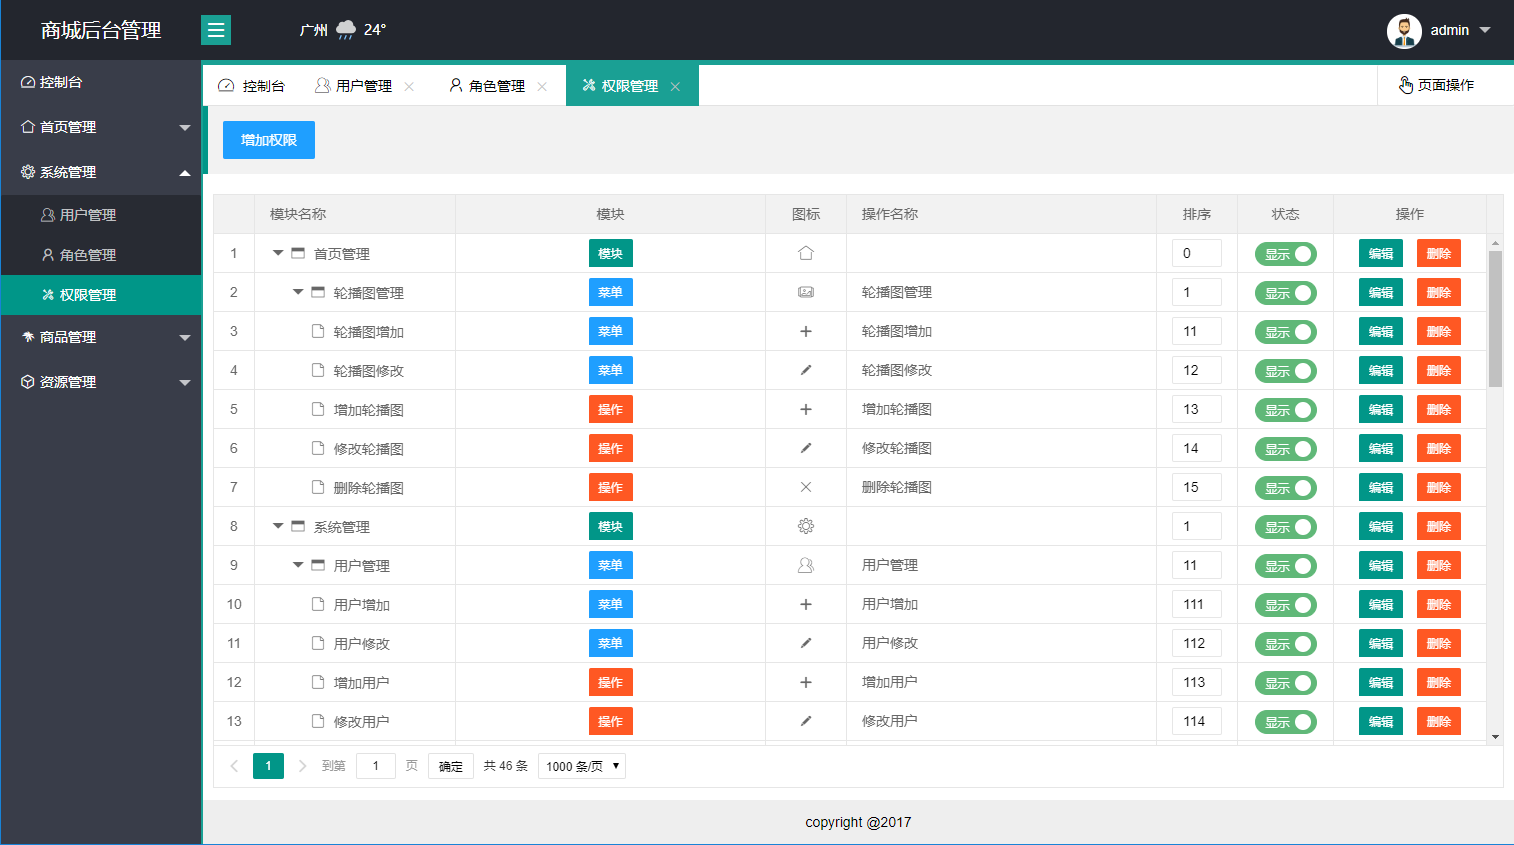 商城后台管理 广州 24° admin
控制台
首页管理
系统管理
用户管理
角色管理
权限管理
商品管理
资源管理
控制台 用户管理 角色管理 权限管理 页面操作
增加权限
模块名称 模块 图标 操作名称 排序 状态 操作
1 首页管理 模块 0 显示 编辑 删除
2 轮播图管理 菜单 轮播图管理 1 显示 编辑 删除
3 轮播图增加 菜单 轮播图增加 11 显示 编辑 删除
4 轮播图修改 菜单 轮播图修改 12 显示 编辑 删除
5 增加轮播图 操作 增加轮播图 13 显示 编辑 删除
6 修改轮播图 操作 修改轮播图 14 显示 编辑 删除
7 删除轮播图 操作 删除轮播图 15 显示 编辑 删除
8 系统管理 模块 1 显示 编辑 删除
9 用户管理 菜单 用户管理 11 显示 编辑 删除
10 用户增加 菜单 用户增加 111 显示 编辑 删除
11 用户修改 菜单 用户修改 112 显示 编辑 删除
12 增加用户 操作 增加用户 113 显示 编辑 删除
13 修改用户 操作 修改用户 114 显示 编辑 删除
1 到第 1 页 确定 共 46 条 1000 条/页
copyright @2017